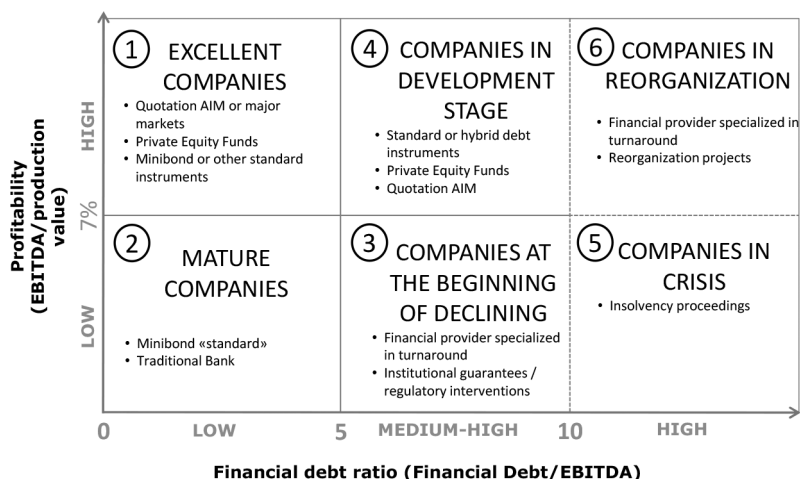 1
EXCELLENT
COMPANIES
• Quotation AIM or major
markets
• Private Equity Funds
• Minibond or other standard
instruments
4
COMPANIES IN
DEVELOPMENT
STAGE
• Standard or hybrid debt
instruments
• Private Equity Funds
• Quotation AIM
6
COMPANIES IN
REORGANIZATION
• Financial provider specialized in
turnaround
• Reorganization projects
2
MATURE
COMPANIES
• Minibond «standard»
• Traditional Bank
3
COMPANIES AT
THE BEGINNING
OF DECLINING
• Financial provider specialized
in turnaround
• Institutional guarantees /
regulatory interventions
5
COMPANIES IN
CRISIS
• Insolvency proceedings
Profitability
(EBITDA/production
value)
HIGH
7%
LOW
0 LOW 5 MEDIUM-HIGH 10 HIGH
Financial debt ratio (Financial Debt/EBITDA)